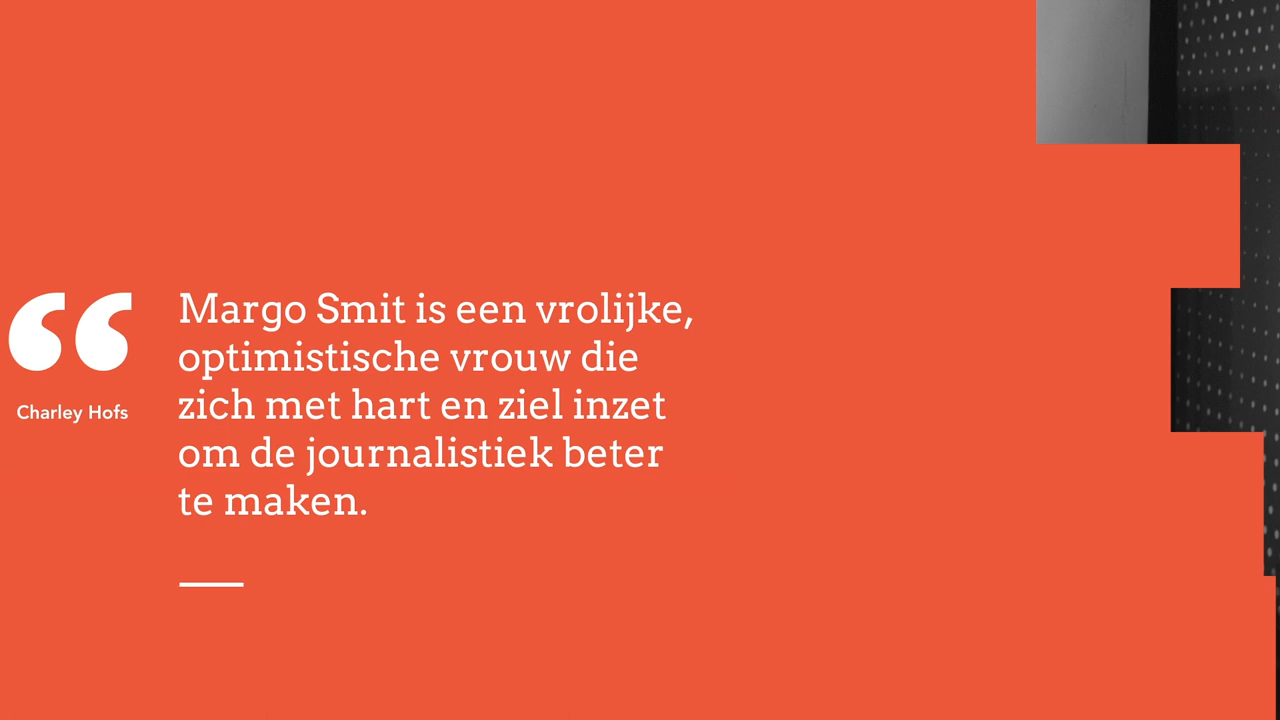 “
Charley Hofs
Margo Smit is een vrolijke,
optimistische vrouw die
zich met hart en ziel inzet
om de journalistiek beter
te maken.